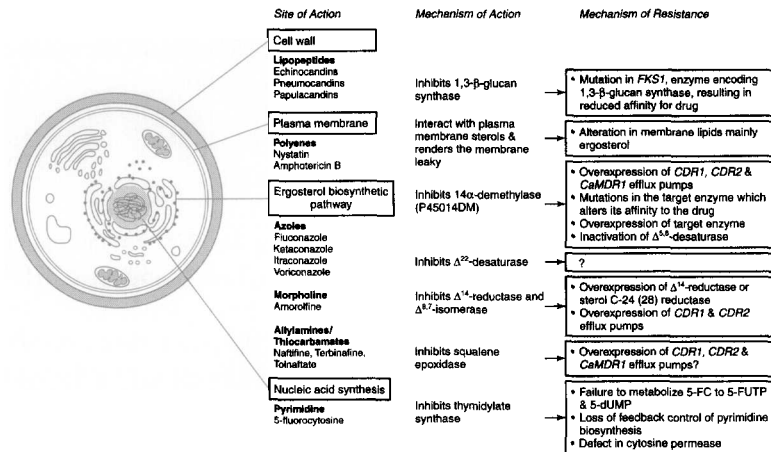 Site of Action
Mechanism of Action
Mechanism of Resistance
Cell wall
Lipopeptides
Echinocandins
Pneumocandins
Papulacandins
Inhibits 1,3-β-glucan
synthase
• Mutation in FKS1, enzyme encoding
1,3-β-glucan synthase, resulting in
reduced affinity for drug
Plasma membrane
Polyenes
Nystatin
Amphotericin B
Interact with plasma
membrane sterols &
renders the membrane
leaky
• Alteration in membrane lipids mainly
ergosterol
Ergosterol biosynthetic
pathway
Azoles
Fluconazole
Ketaconazole
Itraconazole
Voriconazole
Inhibits 14α-demethylase
(P45014DM)
• Overexpression of CDR1, CDR2 &
CaMDR1 efflux pumps
• Mutations in the target enzyme which
alters its affinity to the drug
• Overexpression of target enzyme
• Inactivation of Δ5,6-desaturase
Inhibits Δ22-desaturase
?
Morpholine
Amorolfine
Inhibits Δ14-reductase and
Δ8,7-isomerase
• Overexpression of Δ14-reductase or
sterol C-24 (28) reductase
• Overexpression of CDR1 & CDR2
efflux pumps
Allylamines/
Thiocarbamates
Naftifine, Terbinafine,
Tolnaftate
Inhibits squalene
epoxidase
• Overexpression of CDR1, CDR2 &
CaMDR1 efflux pumps?
Nucleic acid synthesis
Pyrimidine
5-fluorocytosine
Inhibits thymidylate
synthase
• Failure to metabolize 5-FC to 5-FUTP
& 5-dUMP
• Loss of feedback control of pyrimidine
biosynthesis
• Defect in cytosine permease